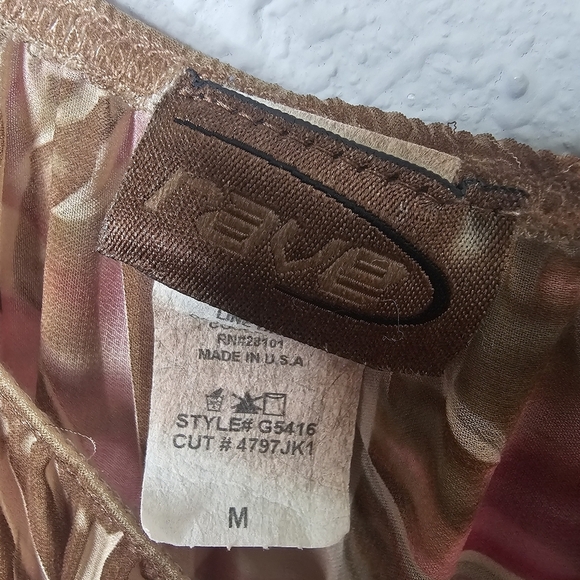 rave
RN#28101
MADE IN U.S.A
STYLE# G5416
CUT # 4797JK1
M